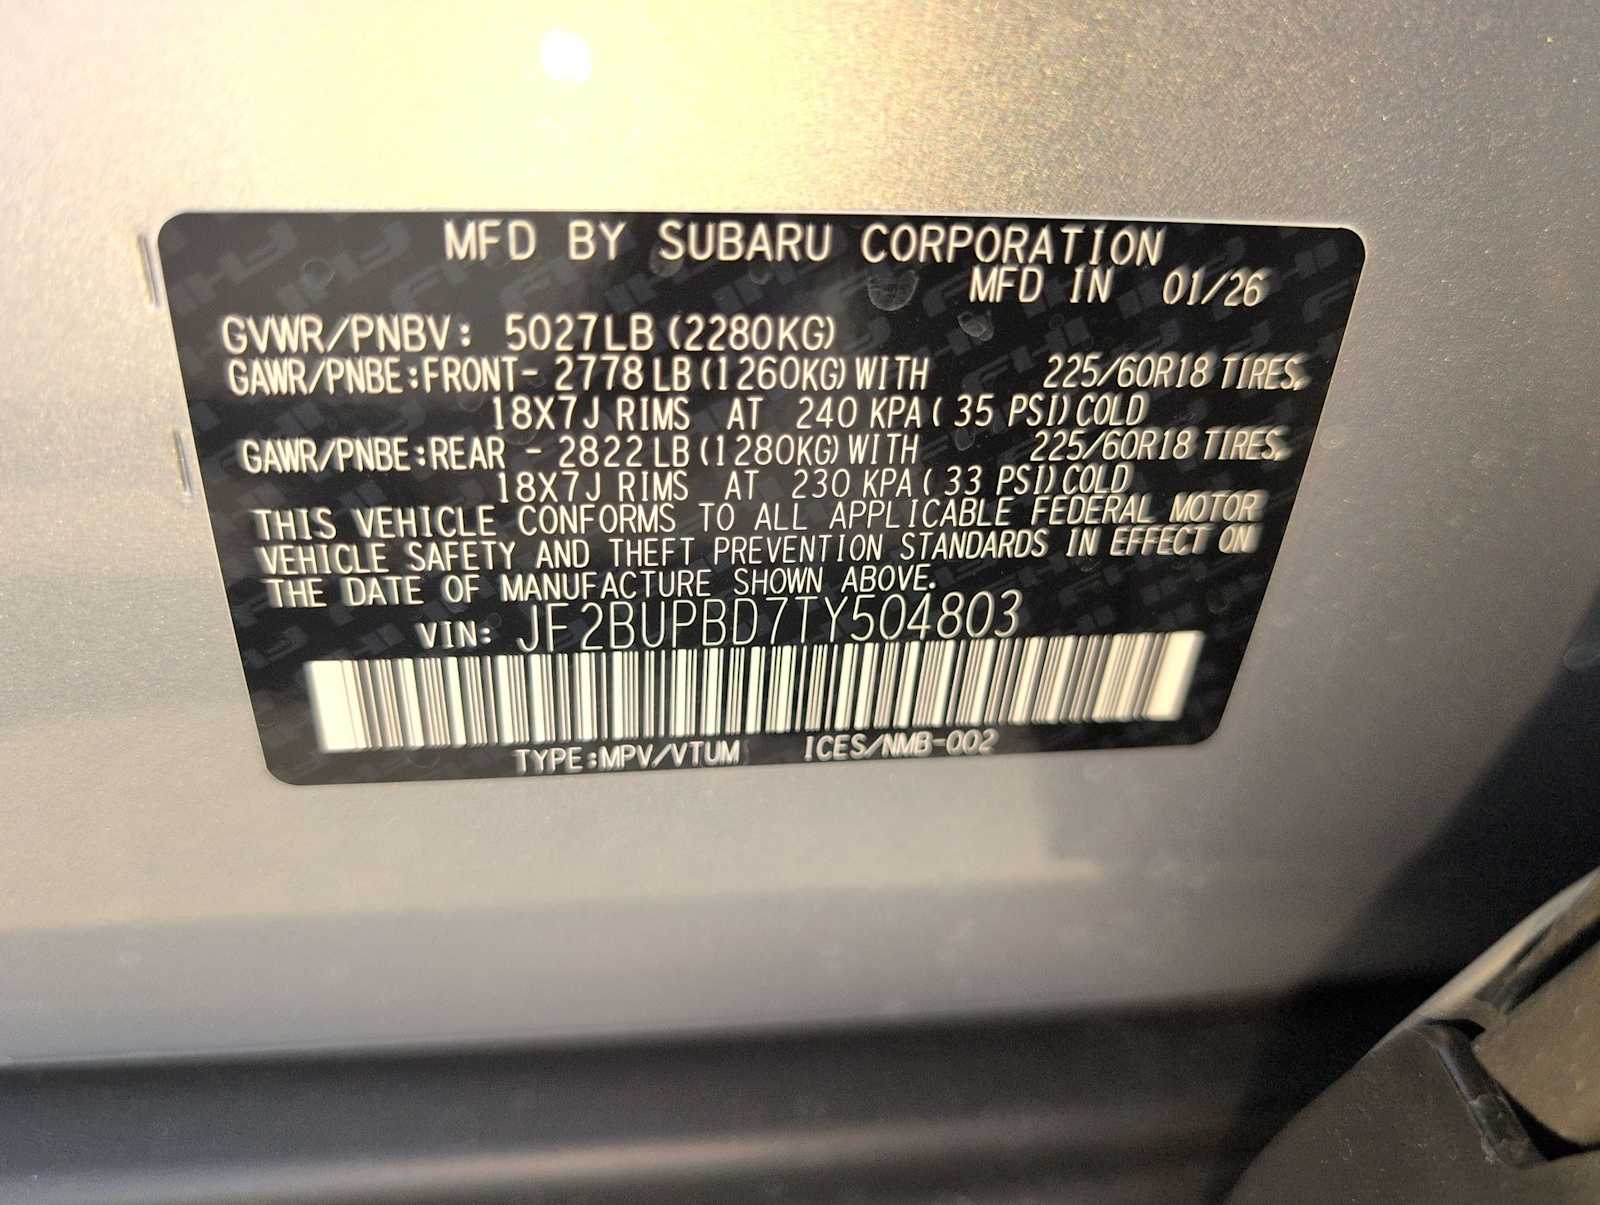 MFD BY SUBARU CORPORATION
MFD IN 01/26
GVWR/PNBV: 5027LB (2280KG)
GAWR/PNBE:FRONT- 2778 LB (1260KG) WITH 225/60R18 TIRES,
18X7J RIMS AT 240 KPA ( 35 PSI) COLD
GAWR/PNBE:REAR - 2822 LB (1280KG) WITH 225/60R18 TIRES,
18X7J RIMS AT 230 KPA ( 33 PSI) COLD
THIS VEHICLE CONFORMS TO ALL APPLICABLE FEDERAL MOTOR
VEHICLE SAFETY AND THEFT PREVENTION STANDARDS IN EFFECT ON
THE DATE OF MANUFACTURE SHOWN ABOVE.
VIN: JF2BUPBD7TY504803
TYPE:MPV/VTUM ICES/NMB-002